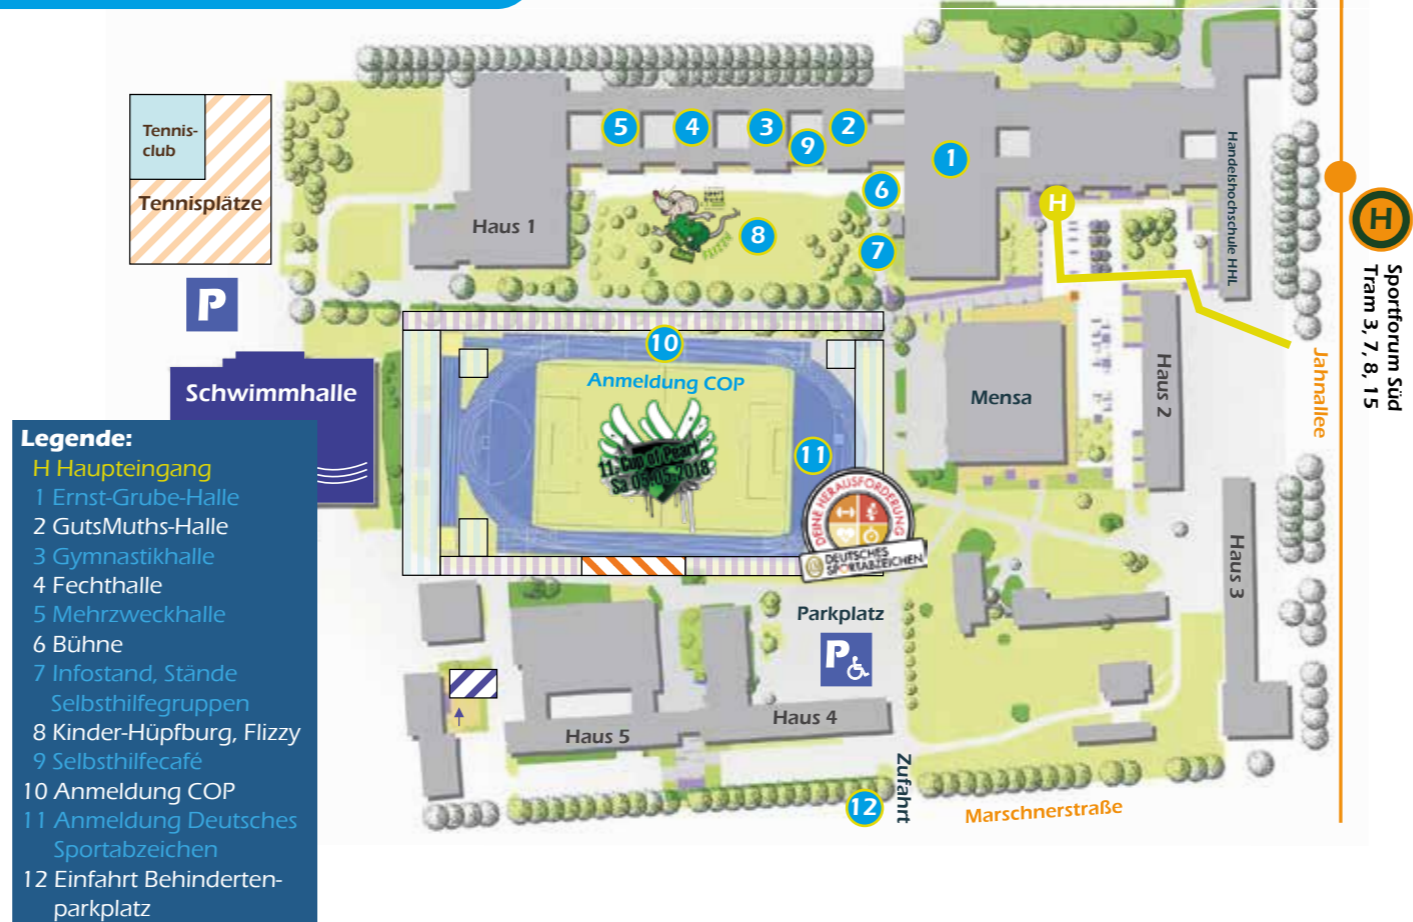 Tennis-
club
Tennisplätze
P
Schwimmhalle
Haus 1
5
4
3
9
2
1
6
7
8
FLIZZY
H
Handelshochschule HHL
H
Sportforum Süd
Tram 3, 7, 8, 15
Jahnallee
10
Anmeldung COP
11. Cup of Pearl
Sa 05.05.2018
11
DEINE HERAUSFORDERUNG
DEUTSCHES
SPORTABZEICHEN
Mensa
Haus 2
Haus 3
Parkplatz
P
Haus 4
Haus 5
Zufahrt
12
Marschnerstraße
Legende:
H Haupteingang
1 Ernst-Grube-Halle
2 GutsMuths-Halle
3 Gymnastikhalle
4 Fechthalle
5 Mehrzweckhalle
6 Bühne
7 Infostand, Stände
Selbsthilfegruppen
8 Kinder-Hüpfburg, Flizzy
9 Selbsthilfecafé
10 Anmeldung COP
11 Anmeldung Deutsches
Sportabzeichen
12 Einfahrt Behinderten-
parkplatz